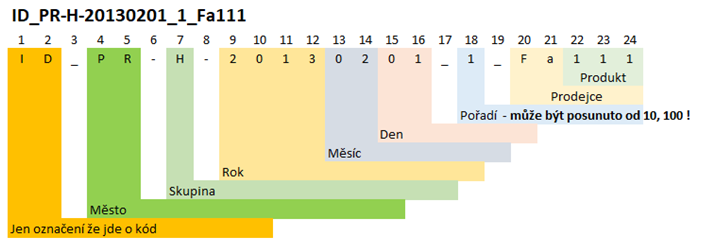 ID_PR-H-20130201_1_Fa111
1 2 3 4 5 6 7 8 9 10 11 12 13 14 15 16 17 18 19 20 21 22 23 24
I D _ P R - H - 2 0 1 3 0 2 0 1 _ 1 _ F a 1 1 1
Produkt
Prodejce
Pořadí - může být posunuto od 10, 100 !
Den
Měsíc
Rok
Skupina
Město
Jen označení že jde o kód